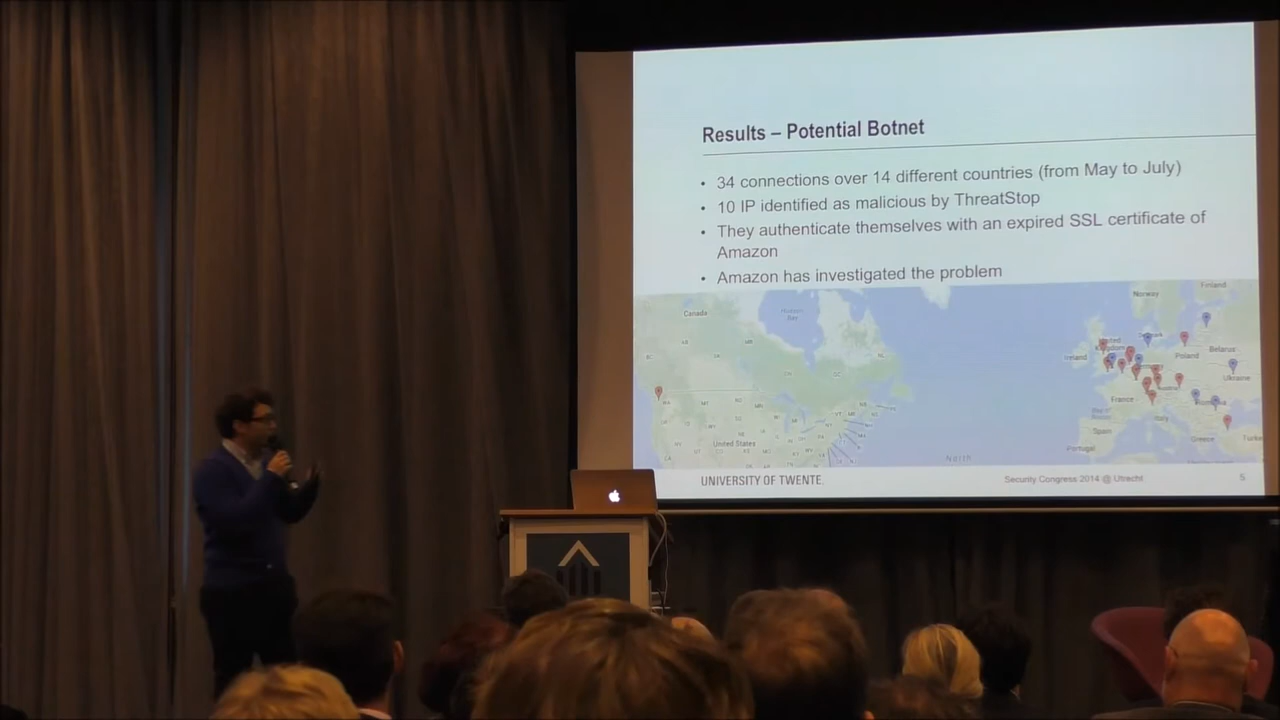 Results – Potential Botnet
• 34 connections over 14 different countries (from May to July)
• 10 IP identified as malicious by ThreatStop
• They authenticate themselves with an expired SSL certificate of
Amazon
• Amazon has investigated the problem
Finland
Norway
Canada
Hudson
Bay
Ireland
Poland
Belarus
Ukraine
France
United States
Italy
Spain
Greece
Portugal
North
UNIVERSITY OF TWENTE.
Security Congress 2014 @ Utrecht
5